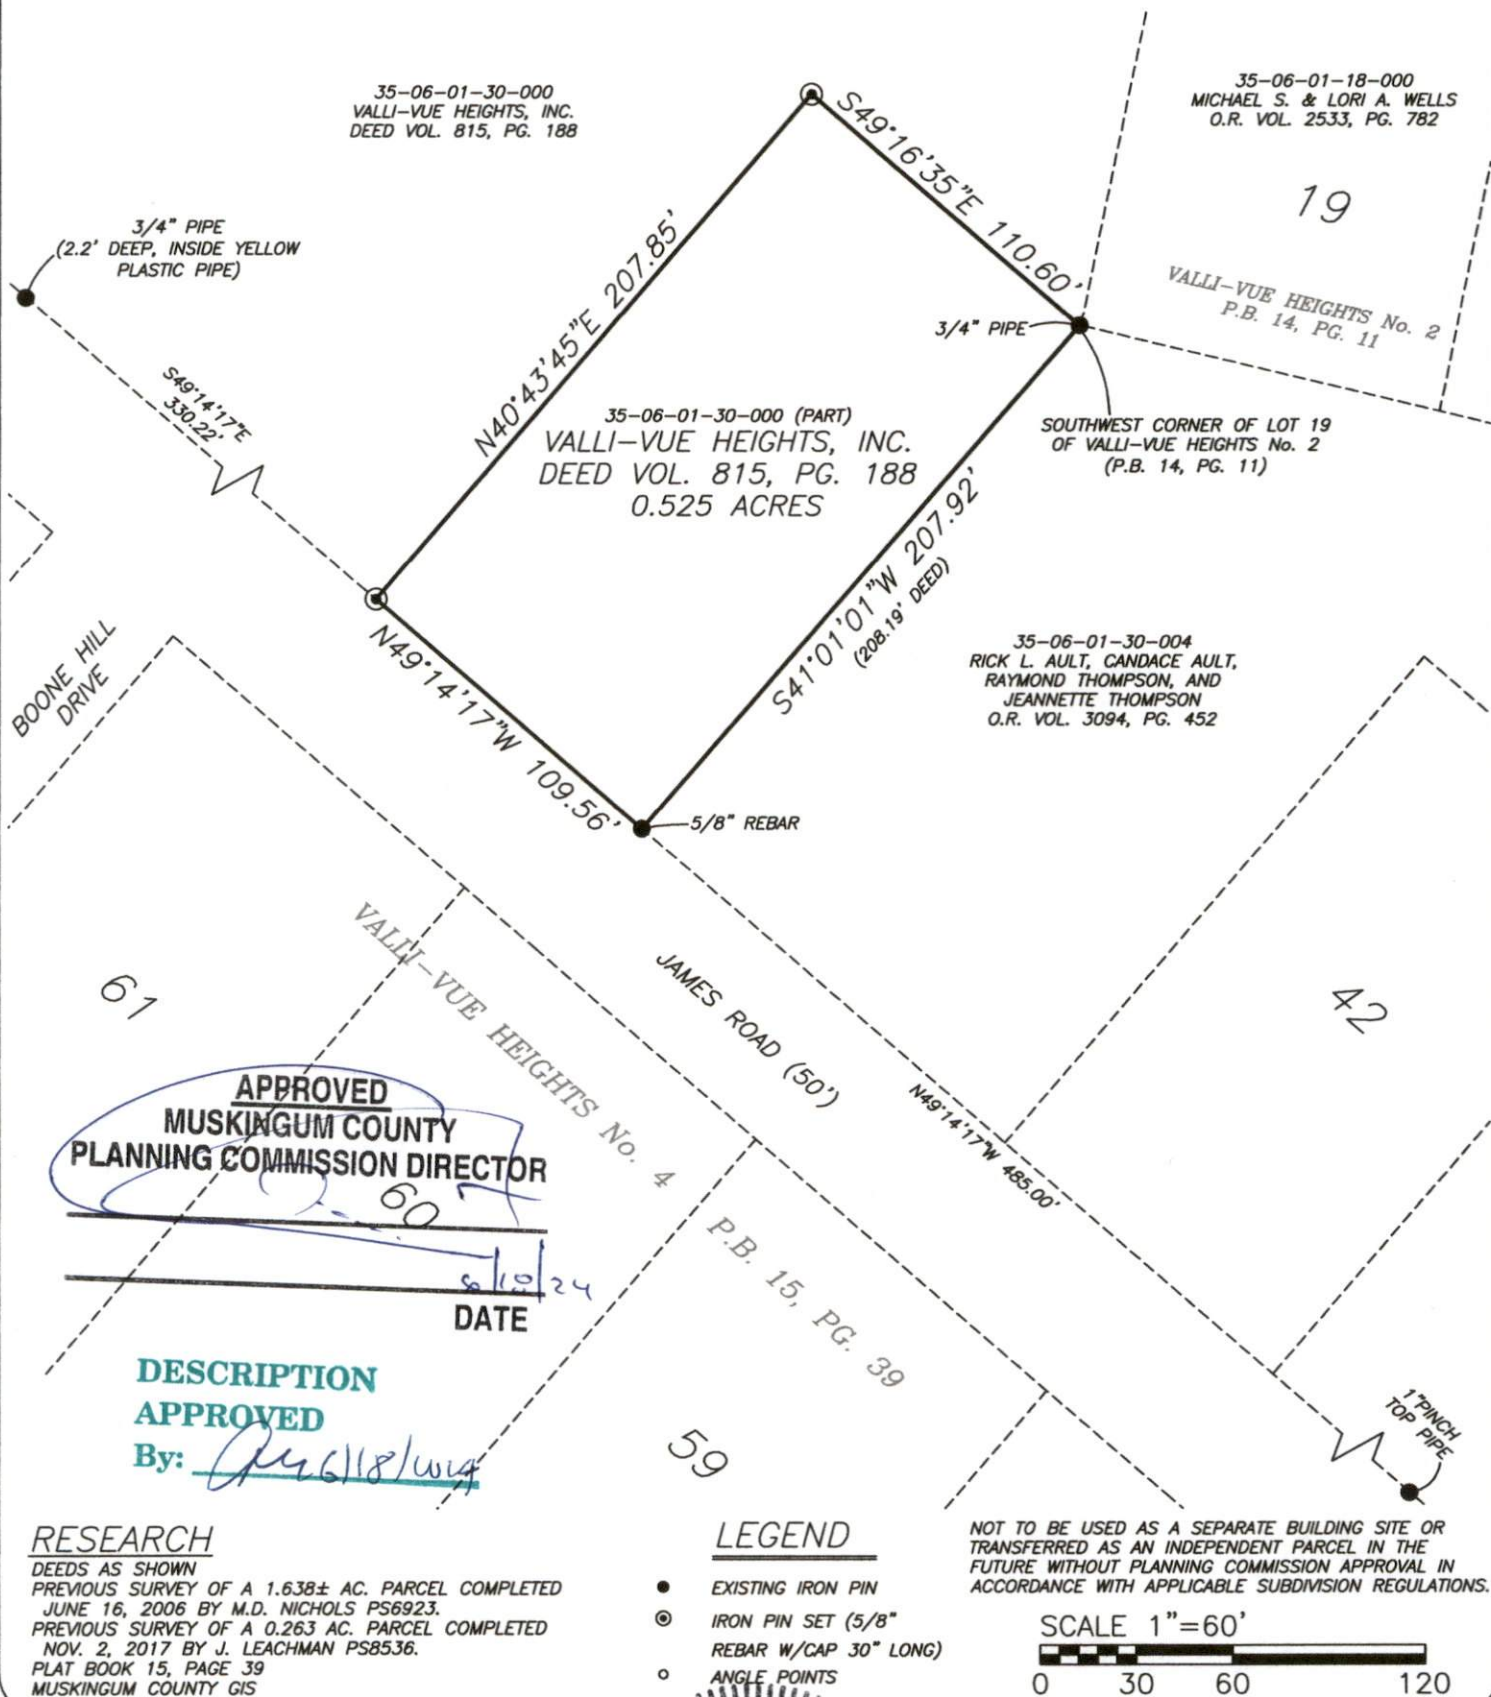 35-06-01-30-000
VALLI-VUE HEIGHTS, INC.
DEED VOL. 815, PG. 188
35-06-01-18-000
MICHAEL S. & LORI A. WELLS
O.R. VOL. 2533, PG. 782
19
VALLI-VUE HEIGHTS No. 2
P.B. 14, PG. 11
S49°16'35"E 110.60'
3/4" PIPE
(2.2' DEEP, INSIDE YELLOW
PLASTIC PIPE)
N40°43'45"E 207.85'
3/4" PIPE
S49°14'17"E
330.22'
35-06-01-30-000 (PART)
VALLI-VUE HEIGHTS, INC.
DEED VOL. 815, PG. 188
0.525 ACRES
SOUTHWEST CORNER OF LOT 19
OF VALLI-VUE HEIGHTS No. 2
(P.B. 14, PG. 11)
S41°01'01"W 207.92'
(208.19' DEED)
BOONE HILL
DRIVE
N49°14'17"W 109.56'
35-06-01-30-004
RICK L. AULT, CANDACE AULT,
RAYMOND THOMPSON, AND
JEANNETTE THOMPSON
O.R. VOL. 3094, PG. 452
5/8" REBAR
61
VALLI-VUE HEIGHTS No. 4
P.B. 15, PG. 39
JAMES ROAD (50')
42
N49°14'17"W 485.00'
APPROVED
MUSKINGUM COUNTY
PLANNING COMMISSION DIRECTOR
60
DATE
DESCRIPTION
APPROVED
By:
59
1"PINCH
TOP PIPE
RESEARCH
DEEDS AS SHOWN
PREVIOUS SURVEY OF A 1.638± AC. PARCEL COMPLETED
JUNE 16, 2006 BY M.D. NICHOLS PS6923.
PREVIOUS SURVEY OF A 0.263 AC. PARCEL COMPLETED
NOV. 2, 2017 BY J. LEACHMAN PS8536.
PLAT BOOK 15, PAGE 39
MUSKINGUM COUNTY GIS
LEGEND
EXISTING IRON PIN
IRON PIN SET (5/8"
REBAR W/CAP 30" LONG)
ANGLE POINTS
NOT TO BE USED AS A SEPARATE BUILDING SITE OR
TRANSFERRED AS AN INDEPENDENT PARCEL IN THE
FUTURE WITHOUT PLANNING COMMISSION APPROVAL IN
ACCORDANCE WITH APPLICABLE SUBDIVISION REGULATIONS.
SCALE 1"=60'
0 30 60 120